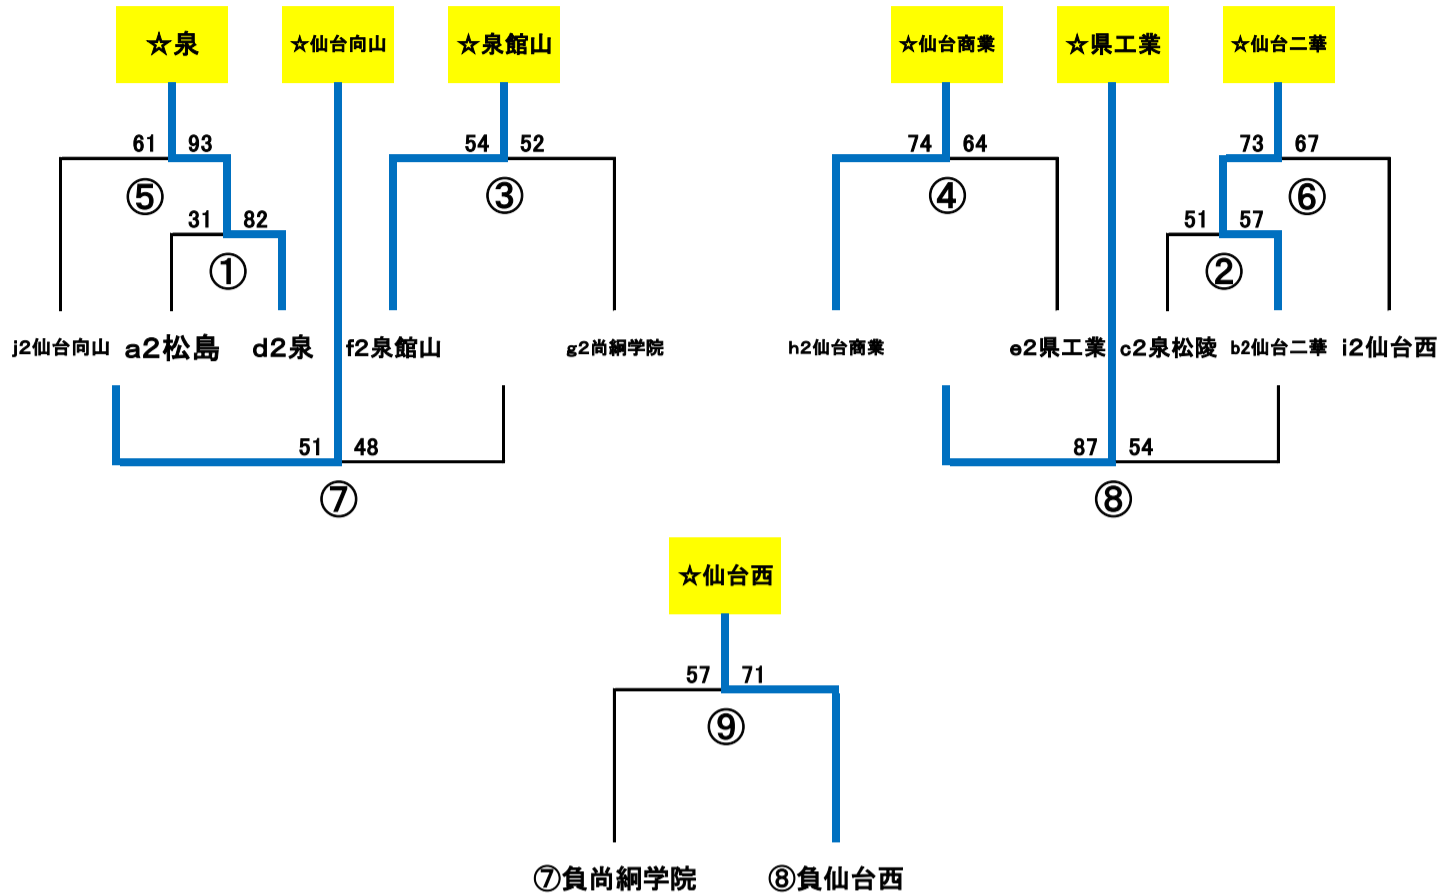 ☆泉 ☆仙台向山 ☆泉館山 ☆仙台商業 ☆県工業 ☆仙台二華
61 93 54 52 74 64 73 67
⑤ ③ ④ ⑥
31 82 51 57
① ②
j2仙台向山 a2松島 d2泉 f2泉館山 g2尚絅学院 h2仙台商業 e2県工業 c2泉松陵 b2仙台二華 i2仙台西
51 48 87 54
⑦ ⑧
☆仙台西
57 71
⑨
⑦負尚絅学院 ⑧負仙台西